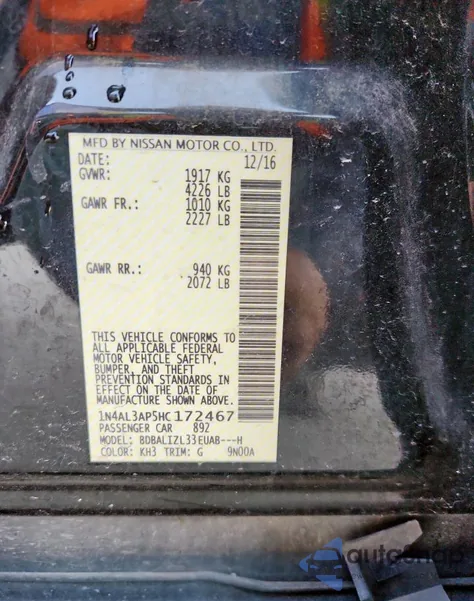 MFD BY NISSAN MOTOR CO., LTD.
DATE: 12/16
GVWR: 1917 KG
4226 LB
GAWR FR.: 1010 KG
2227 LB
GAWR RR.: 940 KG
2072 LB
THIS VEHICLE CONFORMS TO
ALL APPLICABLE FEDERAL
MOTOR VEHICLE SAFETY,
BUMPER, AND THEFT
PREVENTION STANDARDS IN
EFFECT ON THE DATE OF
MANUFACTURE SHOWN ABOVE.
1N4AL3AP5HC172467
PASSENGER CAR 892
MODEL: BDBALIZL33EUAB---H
COLOR: KH3 TRIM: G 9N00A